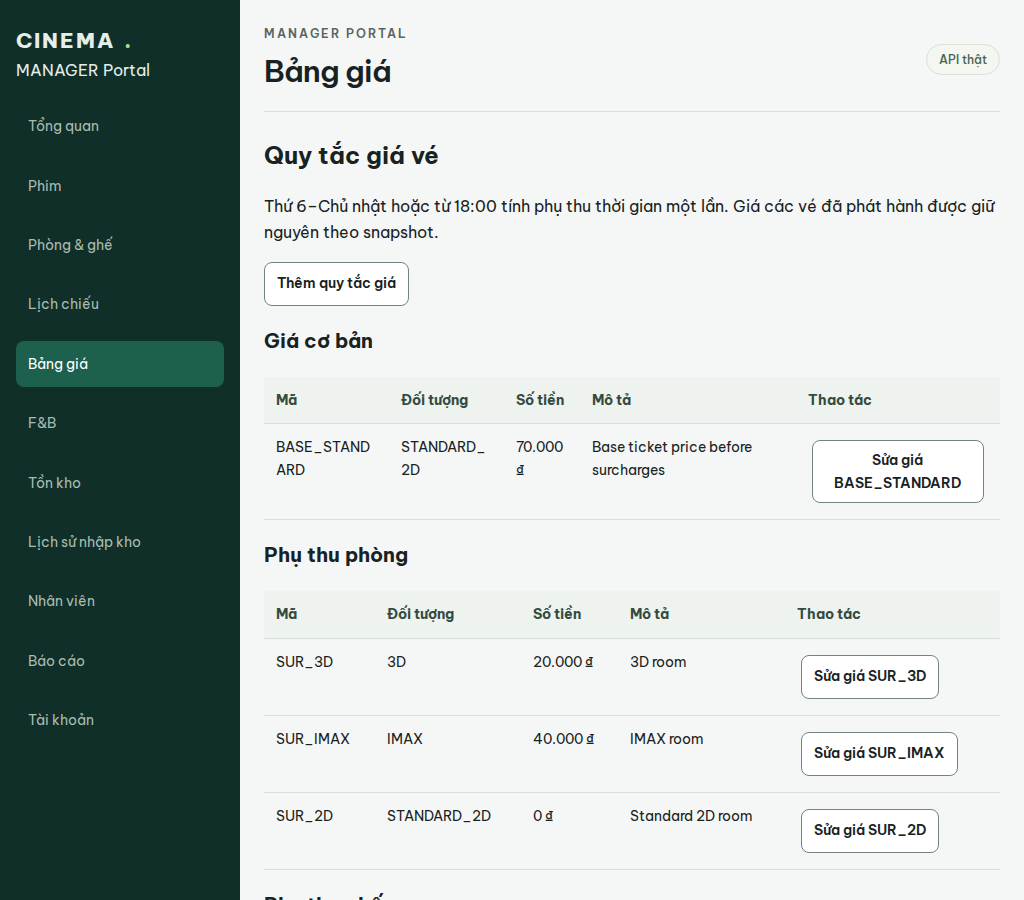 CINEMA .
MANAGER Portal
Tổng quan
Phim
Phòng & ghế
Lịch chiếu
Bảng giá
F&B
Tồn kho
Lịch sử nhập kho
Nhân viên
Báo cáo
Tài khoản
MANAGER PORTAL
Bảng giá
API thật
Quy tắc giá vé
Thứ 6–Chủ nhật hoặc từ 18:00 tính phụ thu thời gian một lần. Giá các vé đã phát hành được giữ
nguyên theo snapshot.
Thêm quy tắc giá
Giá cơ bản
Mã Đối tượng Số tiền Mô tả Thao tác
BASE_STAND STANDARD_ 70.000 Base ticket price before Sửa giá
ARD 2D ₫ surcharges BASE_STANDARD
Phụ thu phòng
Mã Đối tượng Số tiền Mô tả Thao tác
SUR_3D 3D 20.000 ₫ 3D room Sửa giá SUR_3D
SUR_IMAX IMAX 40.000 ₫ IMAX room Sửa giá SUR_IMAX
SUR_2D STANDARD_2D 0 ₫ Standard 2D room Sửa giá SUR_2D